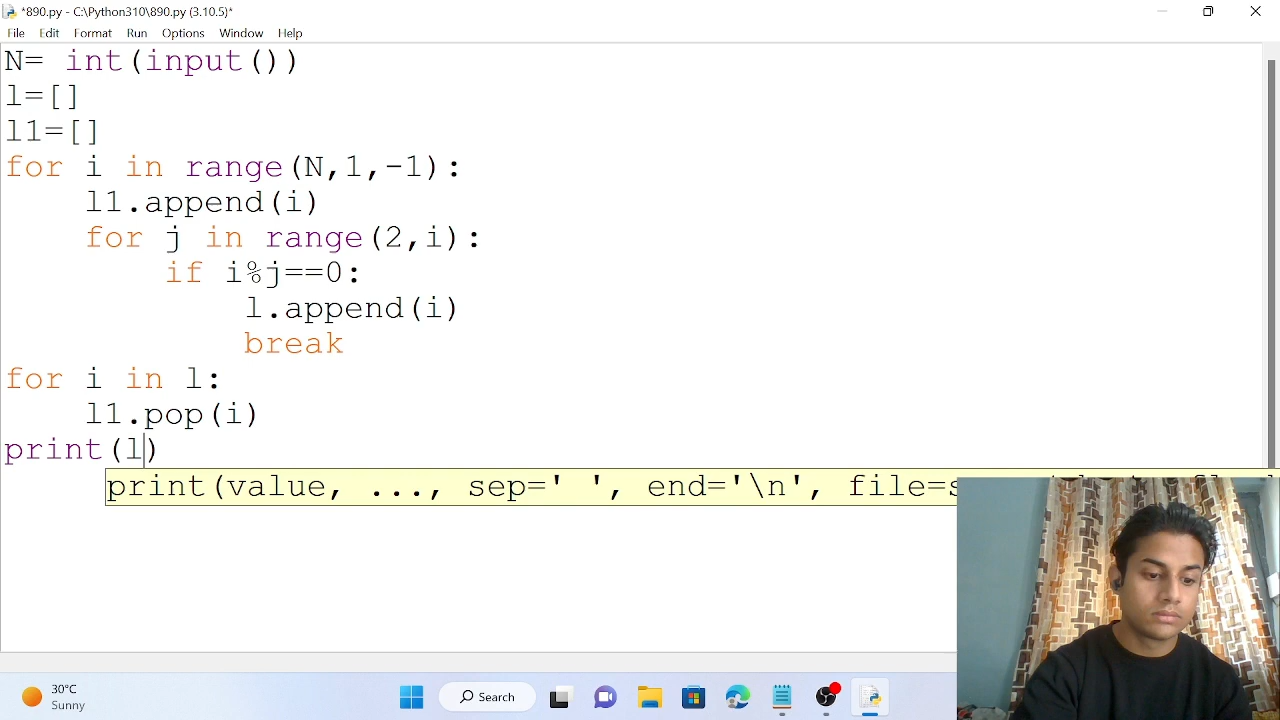 *890.py - C:\Python310\890.py (3.10.5)*
File Edit Format Run Options Window Help
N= int(input())
l=[]
l1=[]
for i in range(N,1,-1):
    l1.append(i)
    for j in range(2,i):
        if i%j==0:
            l.append(i)
            break
for i in l:
    l1.pop(i)
print(l)
print(value, ..., sep=' ', end='\n', file=s
30°C
Sunny
Search